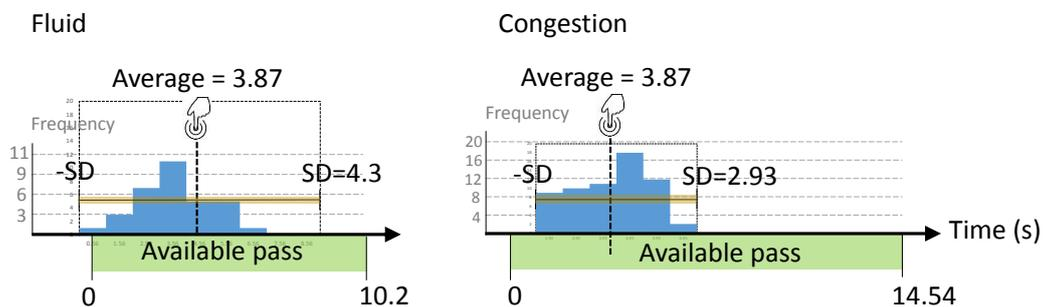 Fluid
Average = 3.87
Frequency
11
9
6
3
-SD
SD=4.3
Available pass
0
10.2
Congestion
Average = 3.87
Frequency
20
16
12
8
4
-SD
SD=2.93
Available pass
0
14.54
Time (s)